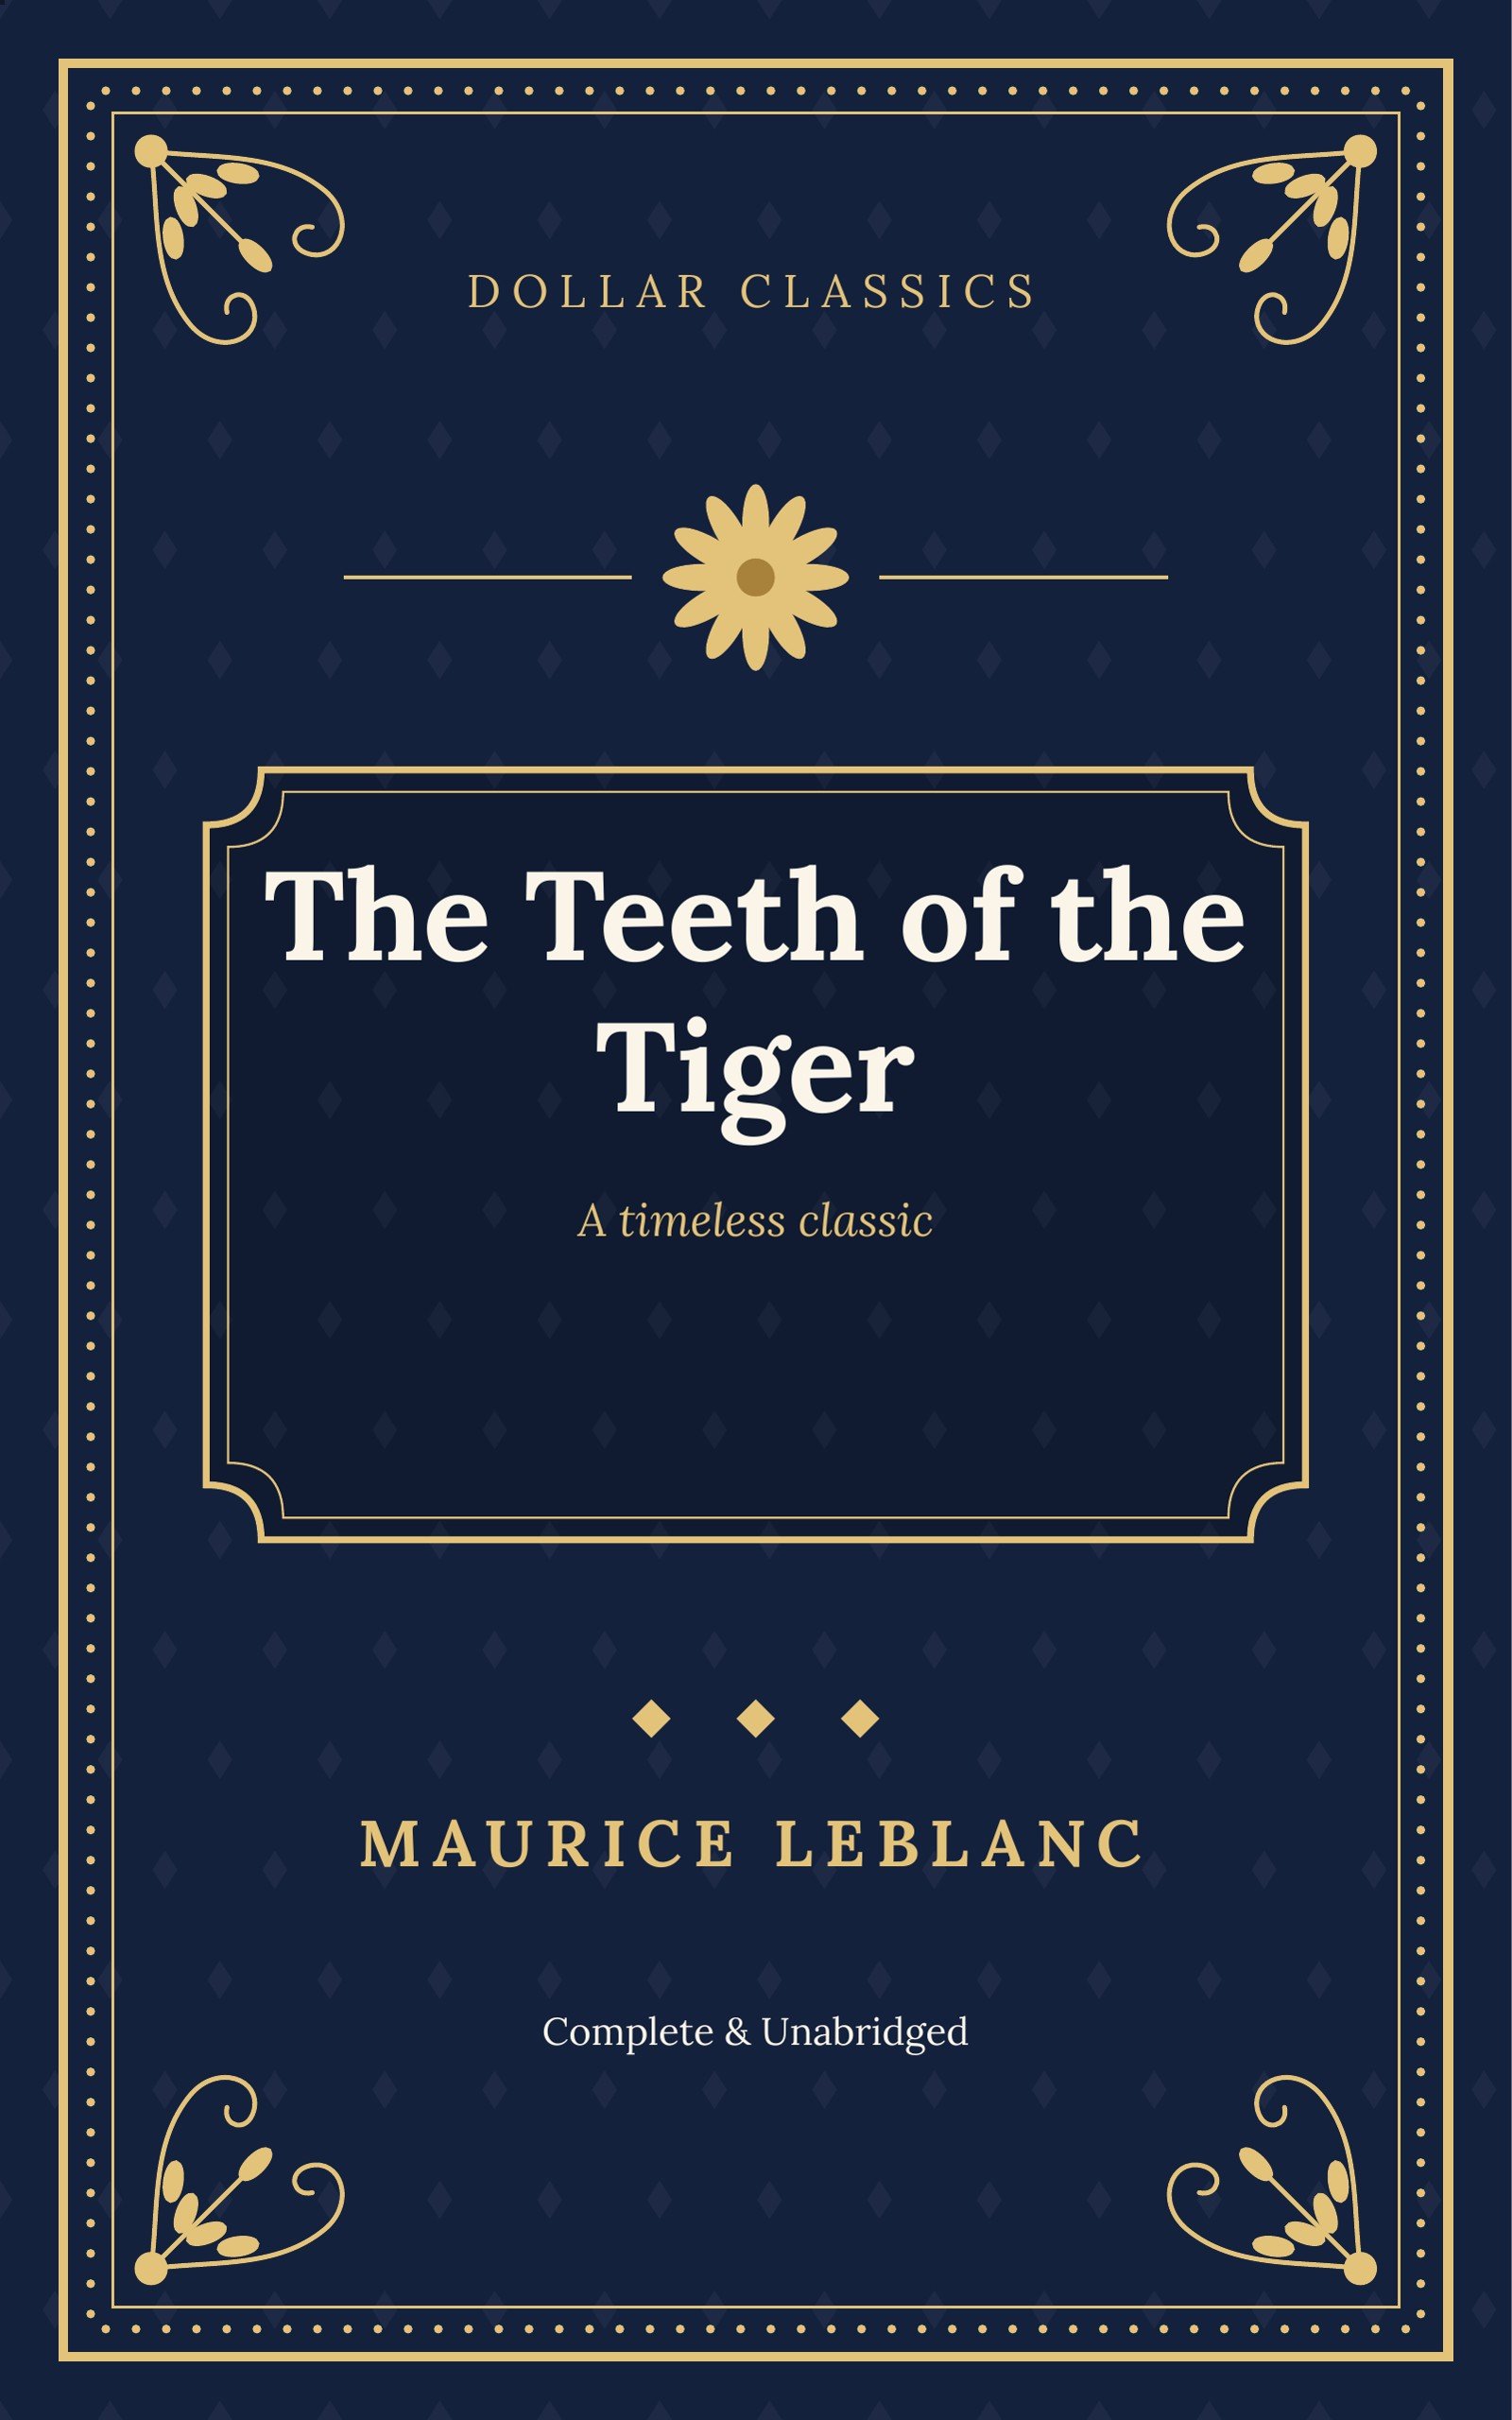 DOLLAR CLASSICS
The Teeth of the
Tiger
A timeless classic
MAURICE LEBLANC
Complete & Unabridged